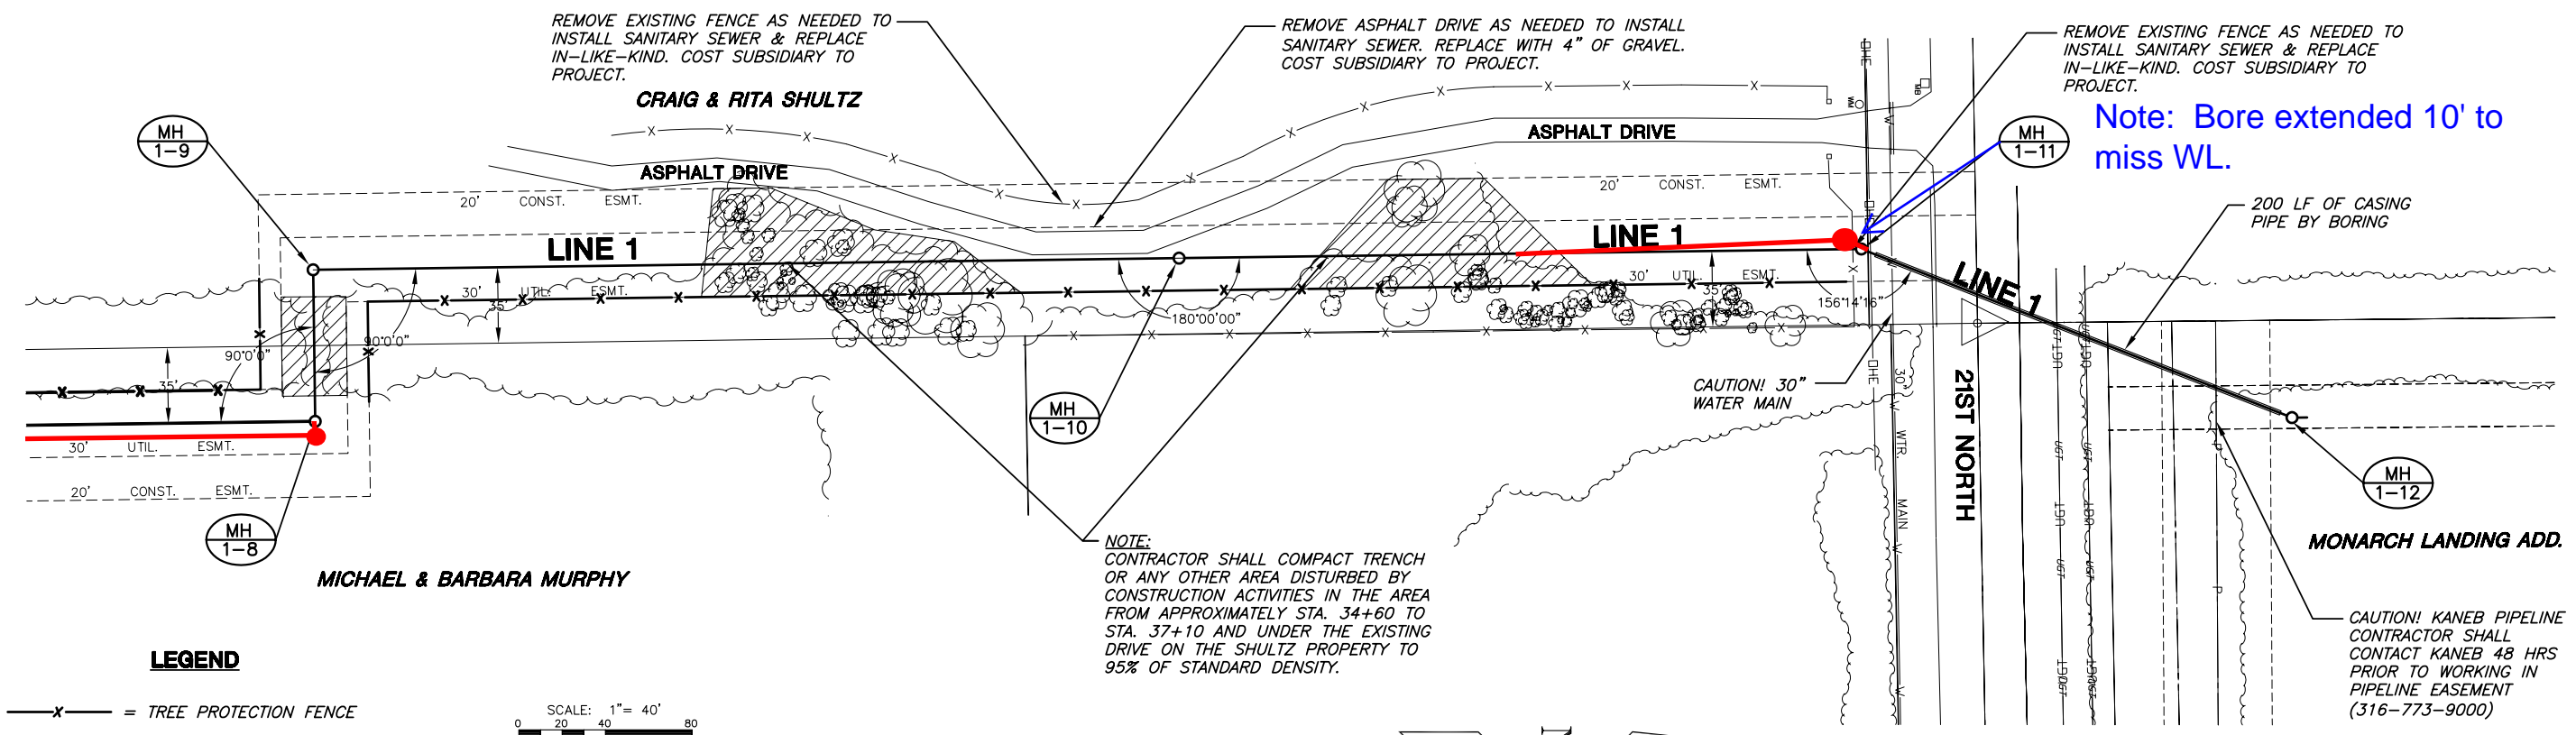 REMOVE EXISTING FENCE AS NEEDED TO
INSTALL SANITARY SEWER & REPLACE
IN-LIKE-KIND. COST SUBSIDIARY TO
PROJECT.
CRAIG & RITA SHULTZ
REMOVE ASPHALT DRIVE AS NEEDED TO INSTALL
SANITARY SEWER. REPLACE WITH 4" OF GRAVEL.
COST SUBSIDIARY TO PROJECT.
REMOVE EXISTING FENCE AS NEEDED TO
INSTALL SANITARY SEWER & REPLACE
IN-LIKE-KIND. COST SUBSIDIARY TO
PROJECT.
Note: Bore extended 10' to
miss WL.
MH
1-9
MH
1-11
ASPHALT DRIVE
ASPHALT DRIVE
OHE
WM
MB
W
20' CONST. ESMT.
20' CONST. ESMT.
200 LF OF CASING
PIPE BY BORING
LINE 1
LINE 1
LINE 1
30' UTIL. ESMT.
35'
30' UTIL. ESMT.
35'
156°14'16"
180°00'00"
90°0'0"
90°0'0"
35'
OHE
30" WTR. MAIN
CAUTION! 30"
WATER MAIN
21ST NORTH
UGT
UGT
MH
1-10
30' UTIL. ESMT.
20' CONST. ESMT.
MH
1-8
MH
1-12
MONARCH LANDING ADD.
MICHAEL & BARBARA MURPHY
NOTE:
CONTRACTOR SHALL COMPACT TRENCH
OR ANY OTHER AREA DISTURBED BY
CONSTRUCTION ACTIVITIES IN THE AREA
FROM APPROXIMATELY STA. 34+60 TO
STA. 37+10 AND UNDER THE EXISTING
DRIVE ON THE SHULTZ PROPERTY TO
95% OF STANDARD DENSITY.
CAUTION! KANEB PIPELINE
CONTRACTOR SHALL
CONTACT KANEB 48 HRS
PRIOR TO WORKING IN
PIPELINE EASEMENT
(316-773-9000)
LEGEND
X = TREE PROTECTION FENCE
SCALE: 1"= 40'
0 20 40 80